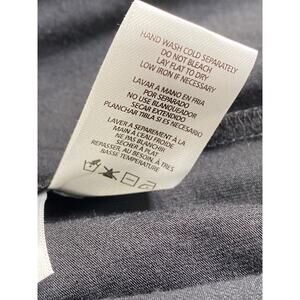 HAND WASH COLD SEPARATELY
DO NOT BLEACH
LAY FLAT TO DRY
LOW IRON IF NECESSARY
LAVAR A MANO EN FRIA
POR SEPARADO
NO USE BLANQUEADOR
SECAR EXTENDIDO
PLANCHAR TIBLA SI ES NECESARIO
LAVER A SEPAREMENT À LA
MAIN À L'EAU FROIDE
NE PAS BLANCHIR
SÉCHER À PLAT
REPASSER, AU BESOIN, À TRES
BASSE TEMPERATURE